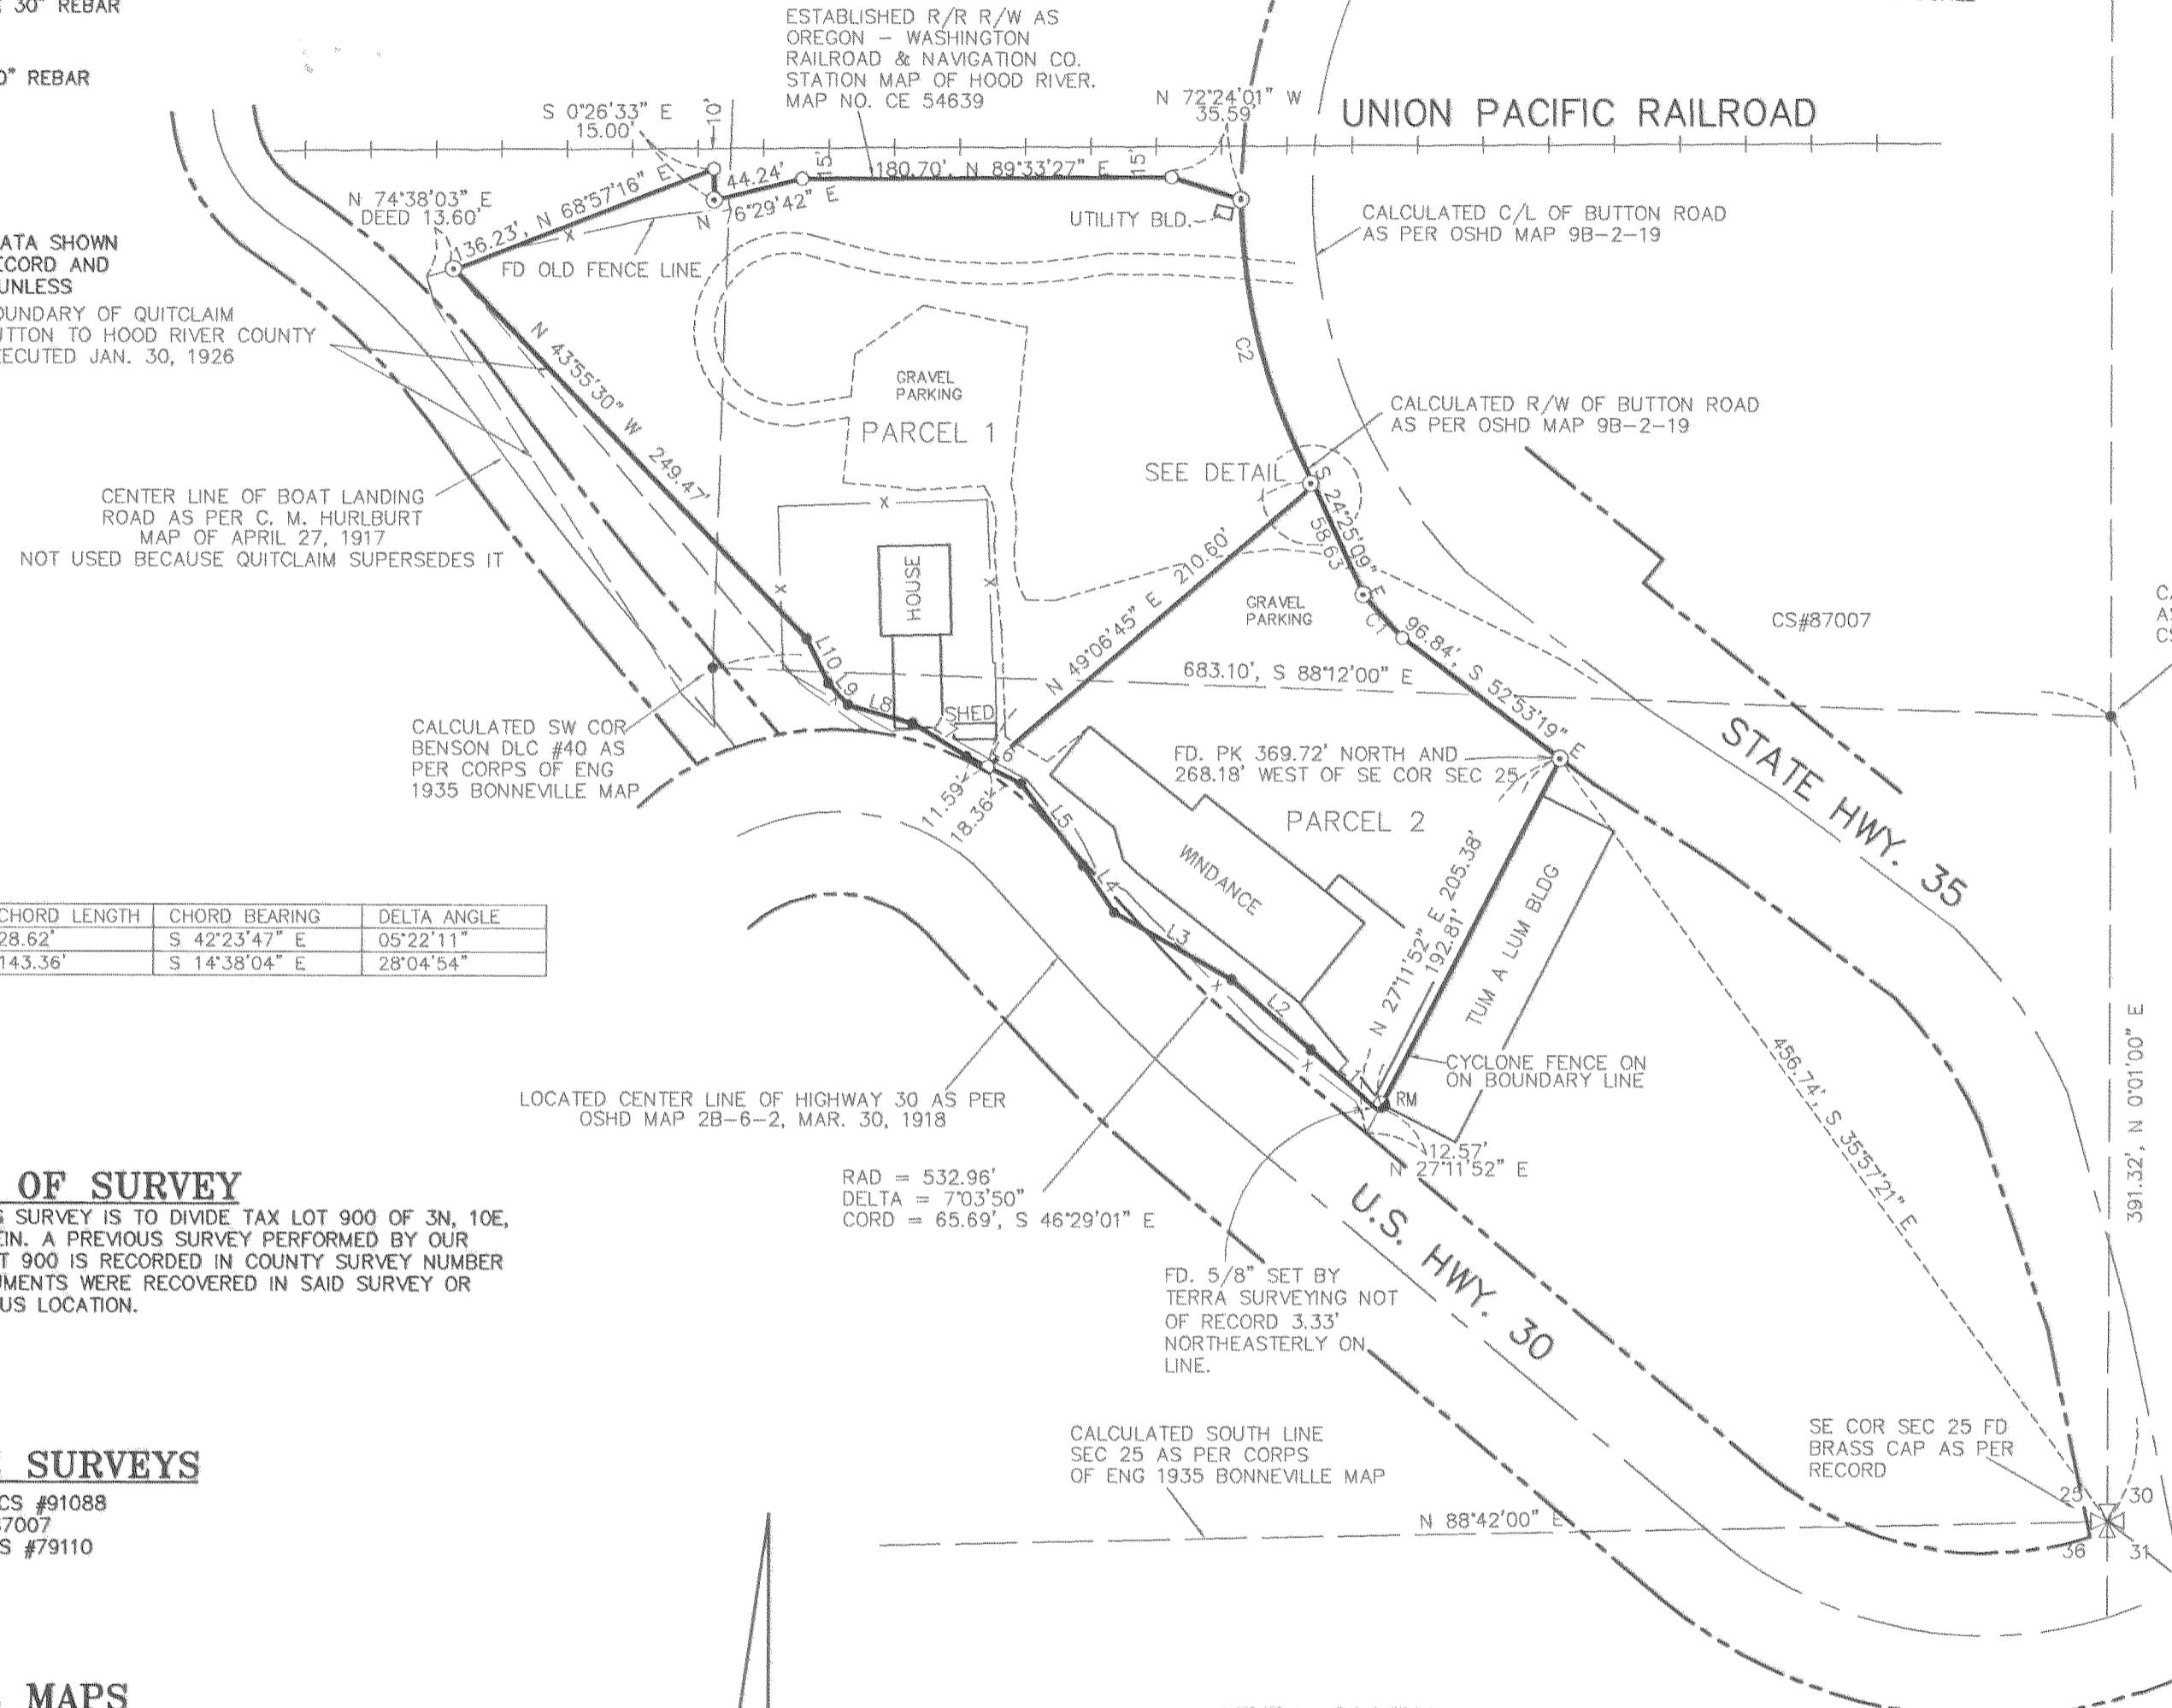 30" REBAR
0" REBAR
ESTABLISHED R/R R/W AS
OREGON – WASHINGTON
RAILROAD & NAVIGATION CO.
STATION MAP OF HOOD RIVER.
MAP NO. CE 54639
S 0°26'33" E
15.00'
10'
N 72°24'01" W
35.59'
UNION PACIFIC RAILROAD
N 74°38'03" E
DEED 13.60'
136.23', N 68°57'16" E
44.24'
N 76°29'42" E
15'
180.70', N 89°33'27" E
15'
UTILITY BLD.
CALCULATED C/L OF BUTTON ROAD
AS PER OSHD MAP 9B-2-19
ATA SHOWN
ECORD AND
UNLESS
FD OLD FENCE LINE
OUNDARY OF QUITCLAIM
UTTON TO HOOD RIVER COUNTY
ECUTED JAN. 30, 1926
N 43°55'30" W 249.47'
C2
GRAVEL
PARKING
PARCEL 1
CALCULATED R/W OF BUTTON ROAD
AS PER OSHD MAP 9B-2-19
SEE DETAIL
CENTER LINE OF BOAT LANDING
ROAD AS PER C. M. HURLBURT
MAP OF APRIL 27, 1917
NOT USED BECAUSE QUITCLAIM SUPERSEDES IT
S 24°25'09" E
58.63'
N 49°06'45" E 210.60'
HOUSE
GRAVEL
PARKING
C1
96.84', S 52°53'19" E
CS#87007
683.10', S 88°12'00" E
L10
L9
L8
SHED
6
CALCULATED SW COR
BENSON DLC #40 AS
PER CORPS OF ENG
1935 BONNEVILLE MAP
11.59'
18.36'
FD. PK 369.72' NORTH AND
268.18' WEST OF SE COR SEC 25
PARCEL 2
STATE HWY. 35
L5
L4
L3
L2
WINDANCE
N 27°11'52" E 205.38'
192.81'
TUM A LUM BLDG
CHORD LENGTH CHORD BEARING DELTA ANGLE
28.62' S 42°23'47" E 05°22'11"
143.36' S 14°38'04" E 28°04'54"
CYCLONE FENCE ON
ON BOUNDARY LINE
RM
12.57'
N 27°11'52" E
LOCATED CENTER LINE OF HIGHWAY 30 AS PER
OSHD MAP 2B-6-2, MAR. 30, 1918
RAD = 532.96'
DELTA = 7°03'50"
CORD = 65.69', S 46°29'01" E
456.74', S 35°57'21" E
391.32', N 0°01'00" E
OF SURVEY
S SURVEY IS TO DIVIDE TAX LOT 900 OF 3N, 10E,
EIN. A PREVIOUS SURVEY PERFORMED BY OUR
T 900 IS RECORDED IN COUNTY SURVEY NUMBER
UMENTS WERE RECOVERED IN SAID SURVEY OR
US LOCATION.
U.S. HWY. 30
FD. 5/8" SET BY
TERRA SURVEYING NOT
OF RECORD 3.33'
NORTHEASTERLY ON
LINE.
CALCULATED SOUTH LINE
SEC 25 AS PER CORPS
OF ENG 1935 BONNEVILLE MAP
N 88°42'00" E
SE COR SEC 25 FD
BRASS CAP AS PER
RECORD
25
30
36
31
SURVEYS
CS #91088
7007
S #79110
MAPS